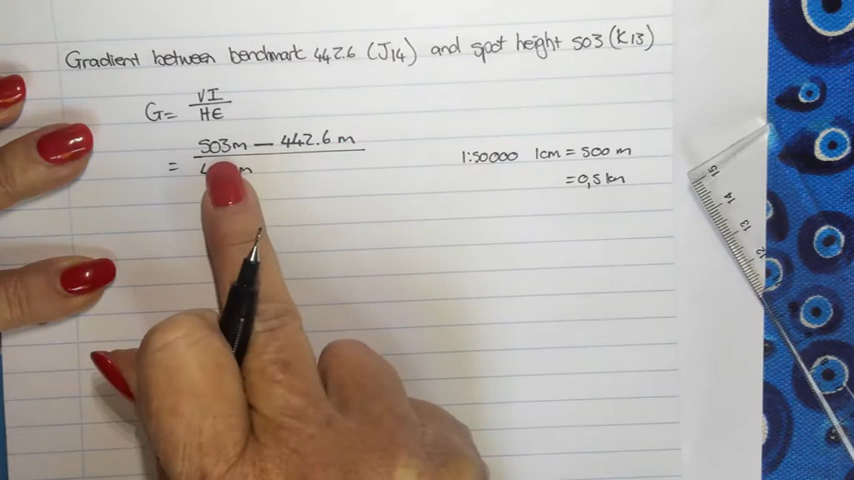 Gradient between benchmark 442.6 (J14) and spot height 503 (K13)
G = VI
HE
= 503m — 442.6 m
m
1:50000 1cm = 500 m
= 0,5 km
15
14
13
12